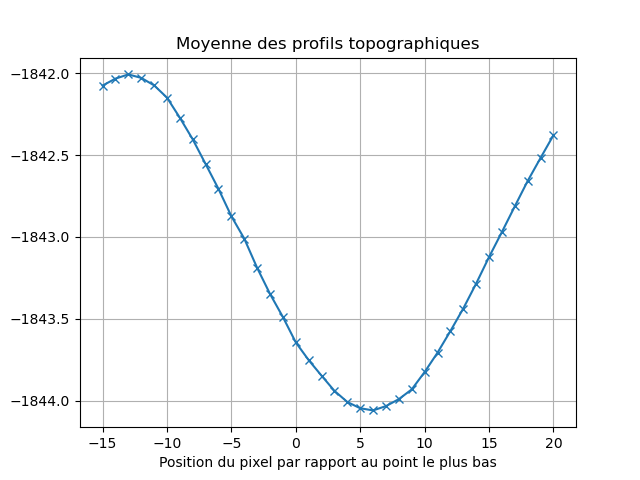 Moyenne des profils topographiques
−1842.0
−1842.5
−1843.0
−1843.5
−1844.0
−15 −10 −5 0 5 10 15 20
Position du pixel par rapport au point le plus bas